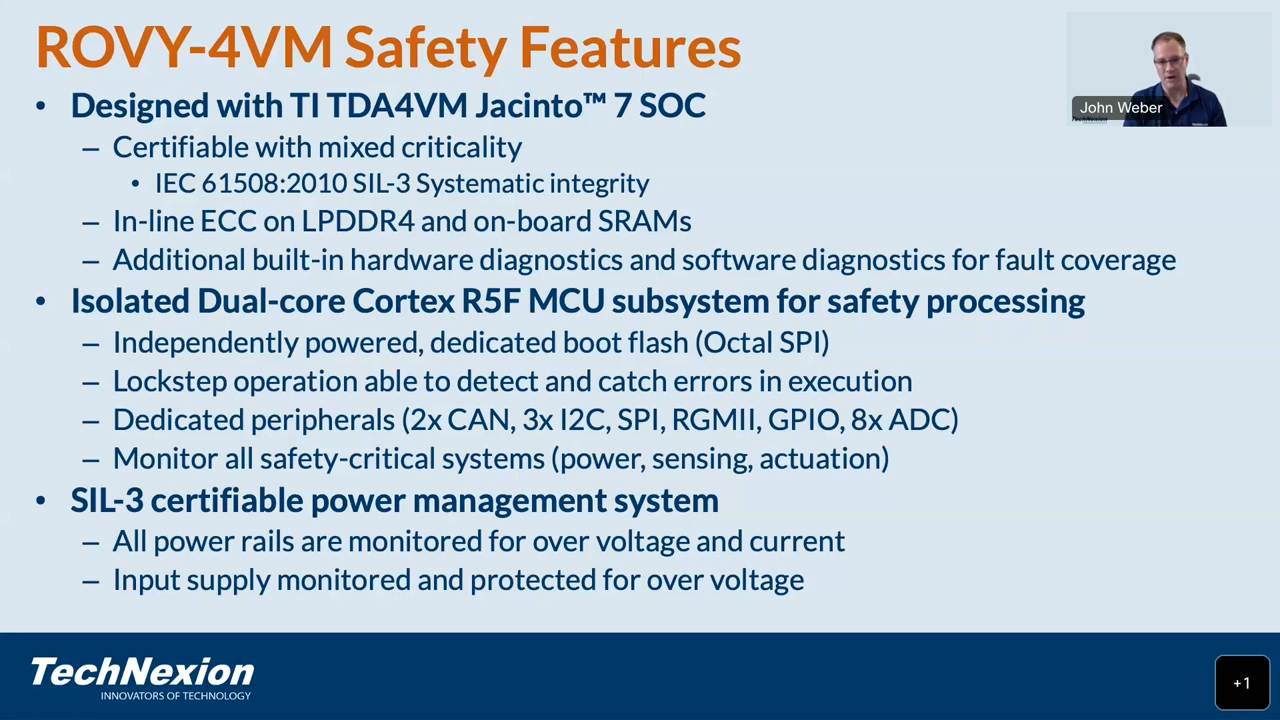 ROVY-4VM Safety Features
• Designed with TI TDA4VM Jacinto™ 7 SOC
– Certifiable with mixed criticality
• IEC 61508:2010 SIL-3 Systematic integrity
– In-line ECC on LPDDR4 and on-board SRAMs
– Additional built-in hardware diagnostics and software diagnostics for fault coverage
• Isolated Dual-core Cortex R5F MCU subsystem for safety processing
– Independently powered, dedicated boot flash (Octal SPI)
– Lockstep operation able to detect and catch errors in execution
– Dedicated peripherals (2x CAN, 3x I2C, SPI, RGMII, GPIO, 8x ADC)
– Monitor all safety-critical systems (power, sensing, actuation)
• SIL-3 certifiable power management system
– All power rails are monitored for over voltage and current
– Input supply monitored and protected for over voltage
John Weber
TechNexion
INNOVATORS OF TECHNOLOGY
+1